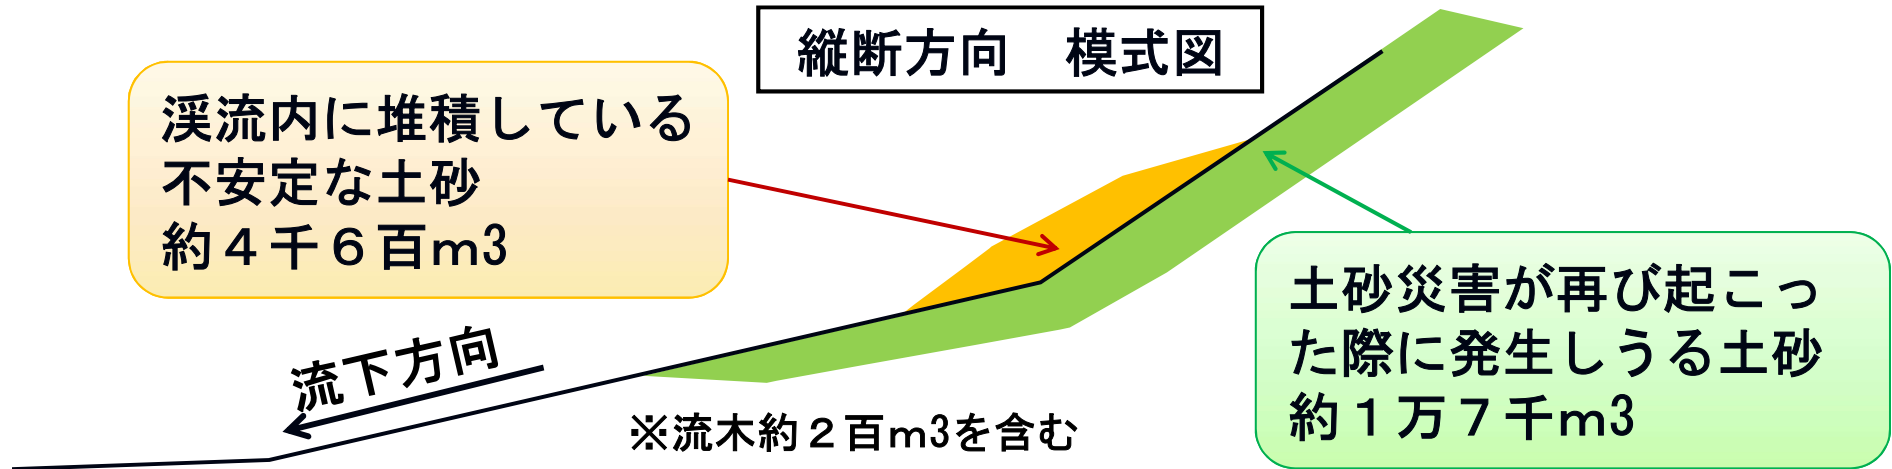 縦断方向　模式図
渓流内に堆積している
不安定な土砂
約４千６百m3
流下方向
※流木約２百m3を含む
土砂災害が再び起こっ
た際に発生しうる土砂
約１万７千m3